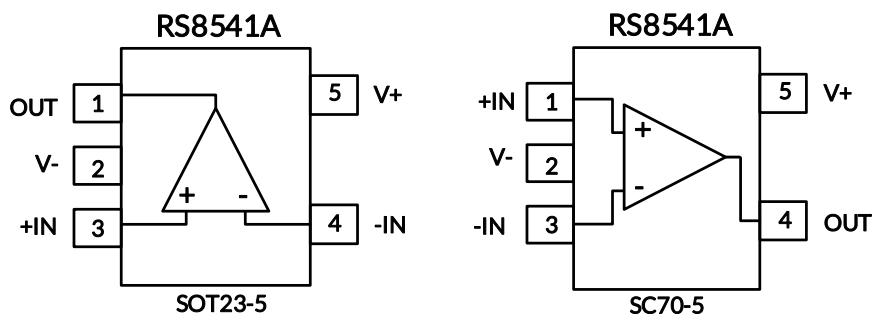 RS8541A
OUT 1 5 V+
V- 2
+ -
+IN 3 4 -IN
SOT23-5
RS8541A
+IN 1 5 V+
+
V- 2
-
-IN 3 4 OUT
SC70-5